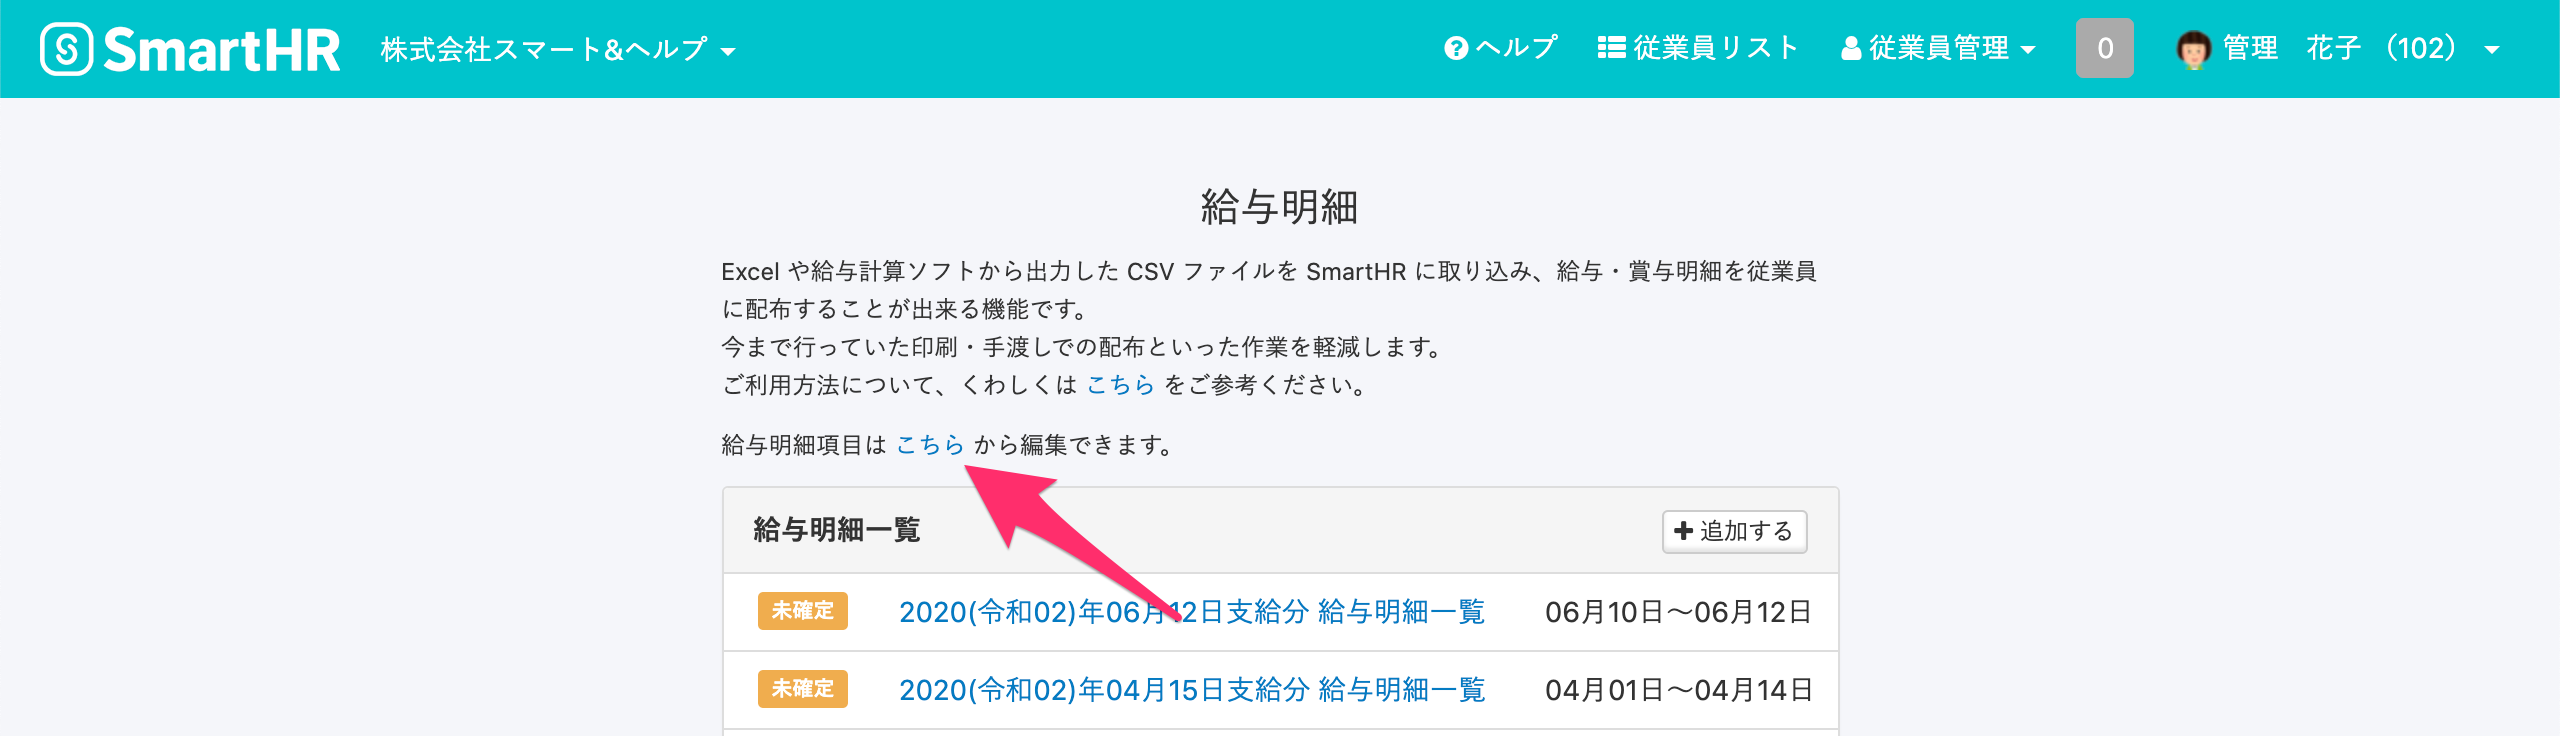 SmartHR 株式会社スマート&ヘルプ ヘルプ 従業員リスト 従業員管理 0 管理 花子 （102）
給与明細
Excel や給与計算ソフトから出力した CSV ファイルを SmartHR に取り込み、給与・賞与明細を従業員
に配布することが出来る機能です。
今まで行っていた印刷・手渡しでの配布といった作業を軽減します。
ご利用方法について、くわしくは こちら をご参考ください。
給与明細項目は こちら から編集できます。
給与明細一覧 追加する
未確定 2020(令和02)年06月12日支給分 給与明細一覧 06月10日〜06月12日
未確定 2020(令和02)年04月15日支給分 給与明細一覧 04月01日〜04月14日